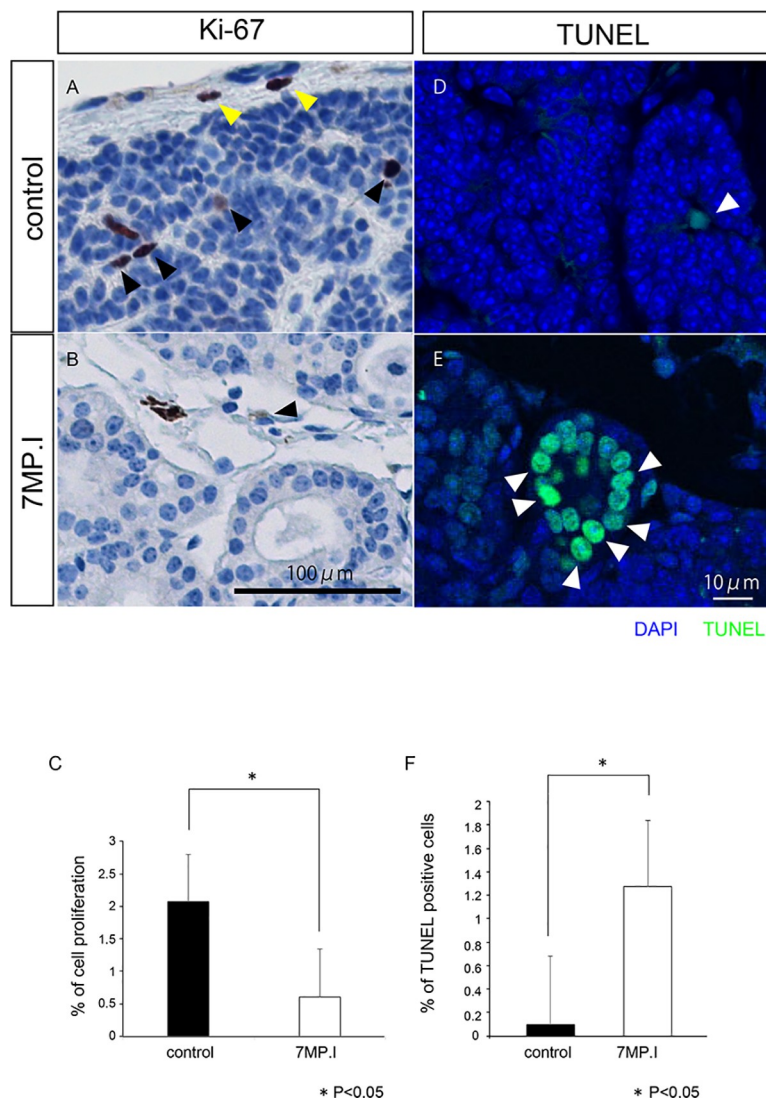 Ki-67
TUNEL
control
A
D
7MP.I
B
100 μm
E
10 μm
DAPI TUNEL
C
*
% of cell proliferation
3
2.5
2
1.5
1
0.5
0
control
7MP.I
* P<0.05
F
*
% of TUNEL positive cells
2
1.8
1.6
1.4
1.2
1
0.8
0.6
0.4
0.2
0
control
7MP.I
* P<0.05